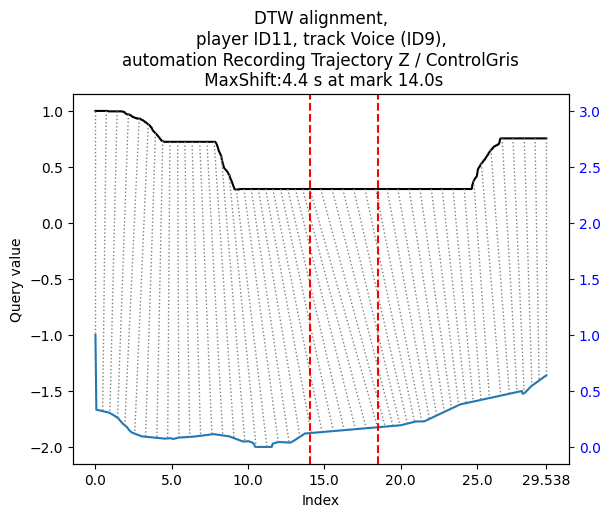 DTW alignment,
player ID11, track Voice (ID9),
automation Recording Trajectory Z / ControlGris
MaxShift:4.4 s at mark 14.0s
1.0
0.5
0.0
−0.5
−1.0
−1.5
−2.0
Query value
3.0
2.5
2.0
1.5
1.0
0.5
0.0
0.0 5.0 10.0 15.0 20.0 25.0 29.538
Index